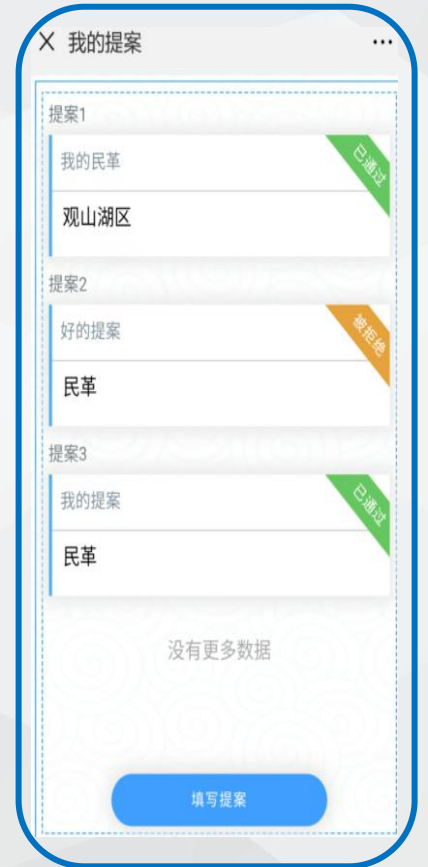 我的提案
提案1
我的民革
已通过
观山湖区
提案2
好的提案
被拒绝
民革
提案3
我的提案
已通过
民革
没有更多数据
填写提案